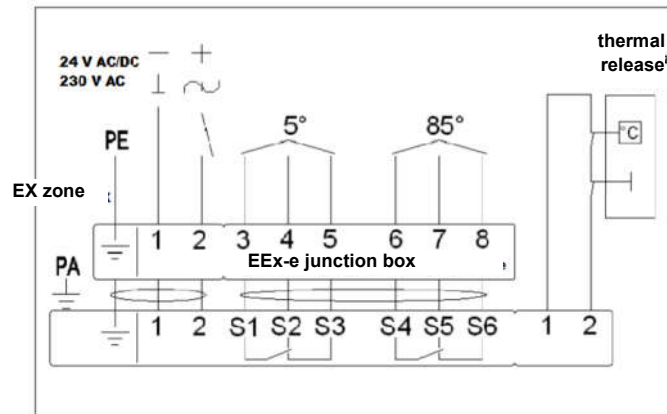 24 V AC/DC
230 V AC
− +
thermal
release
°C
5° 85°
PE
EX zone
1 2 3 4 5 6 7 8
EEx-e junction box
PA
1 2 S1 S2 S3 S4 S5 S6 1 2